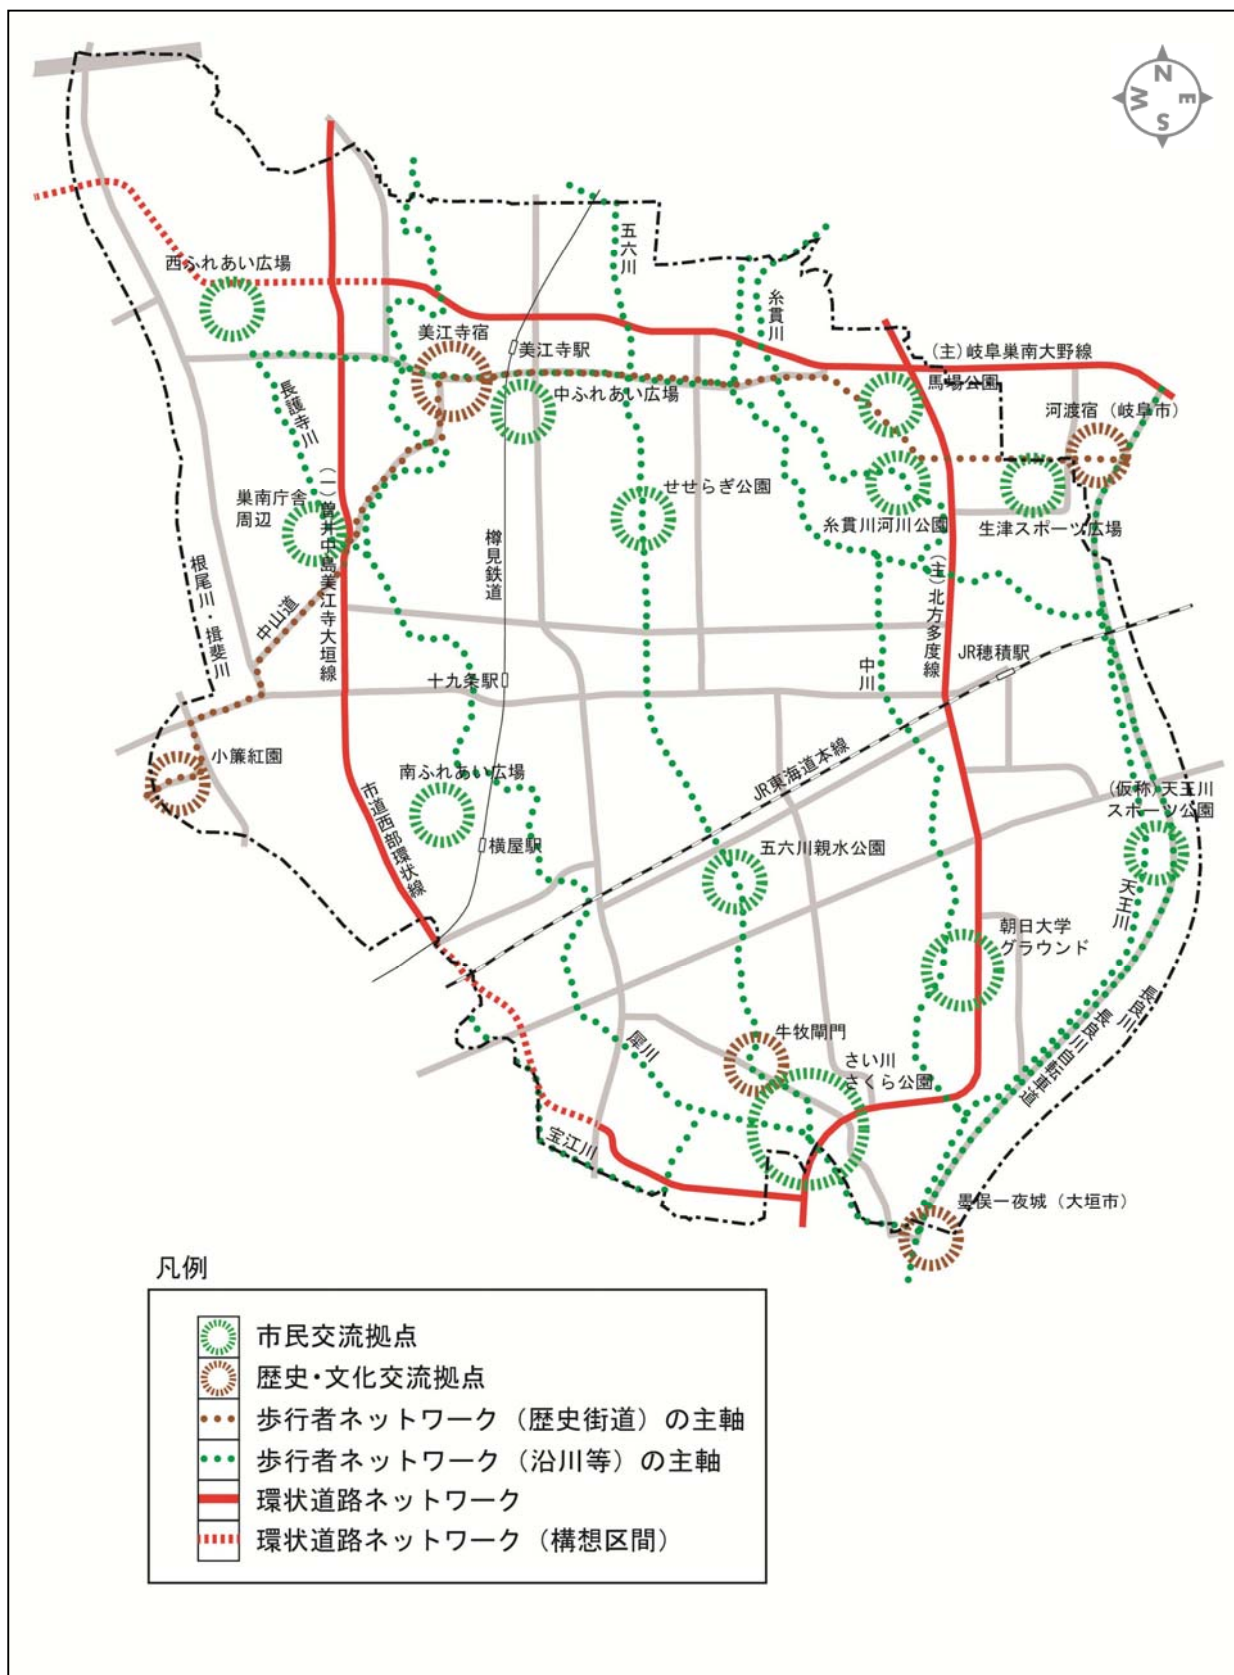 N
W
E
S
西ふれあい広場
五六川
糸貫川
美江寺宿
美江寺駅
(主)岐阜巣南大野線
馬場公園
中ふれあい広場
河渡宿（岐阜市）
長護寺川
せせらぎ公園
巣南庁舎
周辺
(一)曽井中島美江寺大垣線
糸貫川河川公園
生津スポーツ広場
樽見鉄道
根尾川・揖斐川
中山道
(主)北方多度線
JR穂積駅
中川
十九条駅
小簾紅園
南ふれあい広場
JR東海道本線
(仮称)天王川
スポーツ公園
市道西部環状線
横屋駅
五六川親水公園
天王川
朝日大学
グラウンド
長良川
長良川自転車道
牛牧閘門
犀川
さい川
さくら公園
宝江川
墨俣一夜城（大垣市）
凡例
市民交流拠点
歴史･文化交流拠点
歩行者ネットワーク（歴史街道）の主軸
歩行者ネットワーク（沿川等）の主軸
環状道路ネットワーク
環状道路ネットワーク（構想区間）